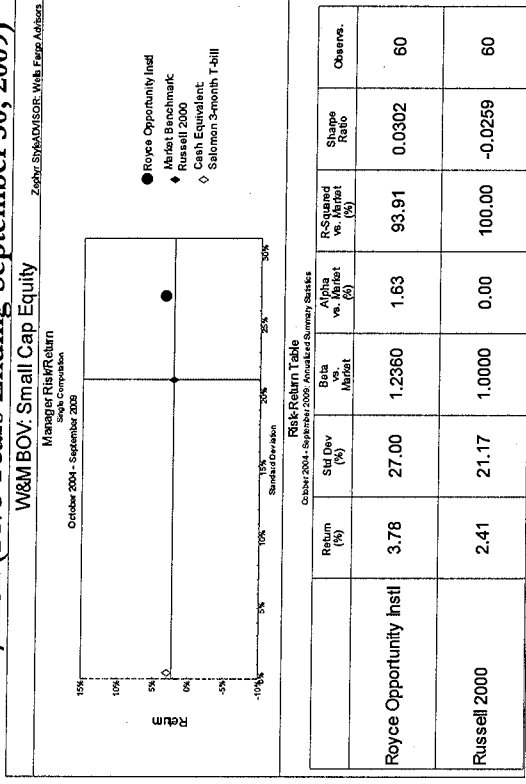 (Five Years Ending September 30, 2009)
W&M BOV: Small Cap Equity
Zephyr StyleADVISOR: Wells Fargo Advisors
Manager Risk/Return
Single Computation
October 2004 - September 2009
15%
10%
5%
0%
-5%
-10%
Return
0%
5%
10%
15%
20%
25%
30%
Standard Deviation
Royce Opportunity Instl
Market Benchmark:
Russell 2000
Cash Equivalent:
Salomon 3-month T-bill
Risk-Return Table
October 2004 - September 2009: Annualized Summary Statistics
Return (%) Std Dev (%) Beta vs. Market Alpha vs. Market (%) R-Squared vs. Market (%) Sharpe Ratio Observs.
Royce Opportunity Instl 3.78 27.00 1.2360 1.63 93.91 0.0302 60
Russell 2000 2.41 21.17 1.0000 0.00 100.00 -0.0259 60